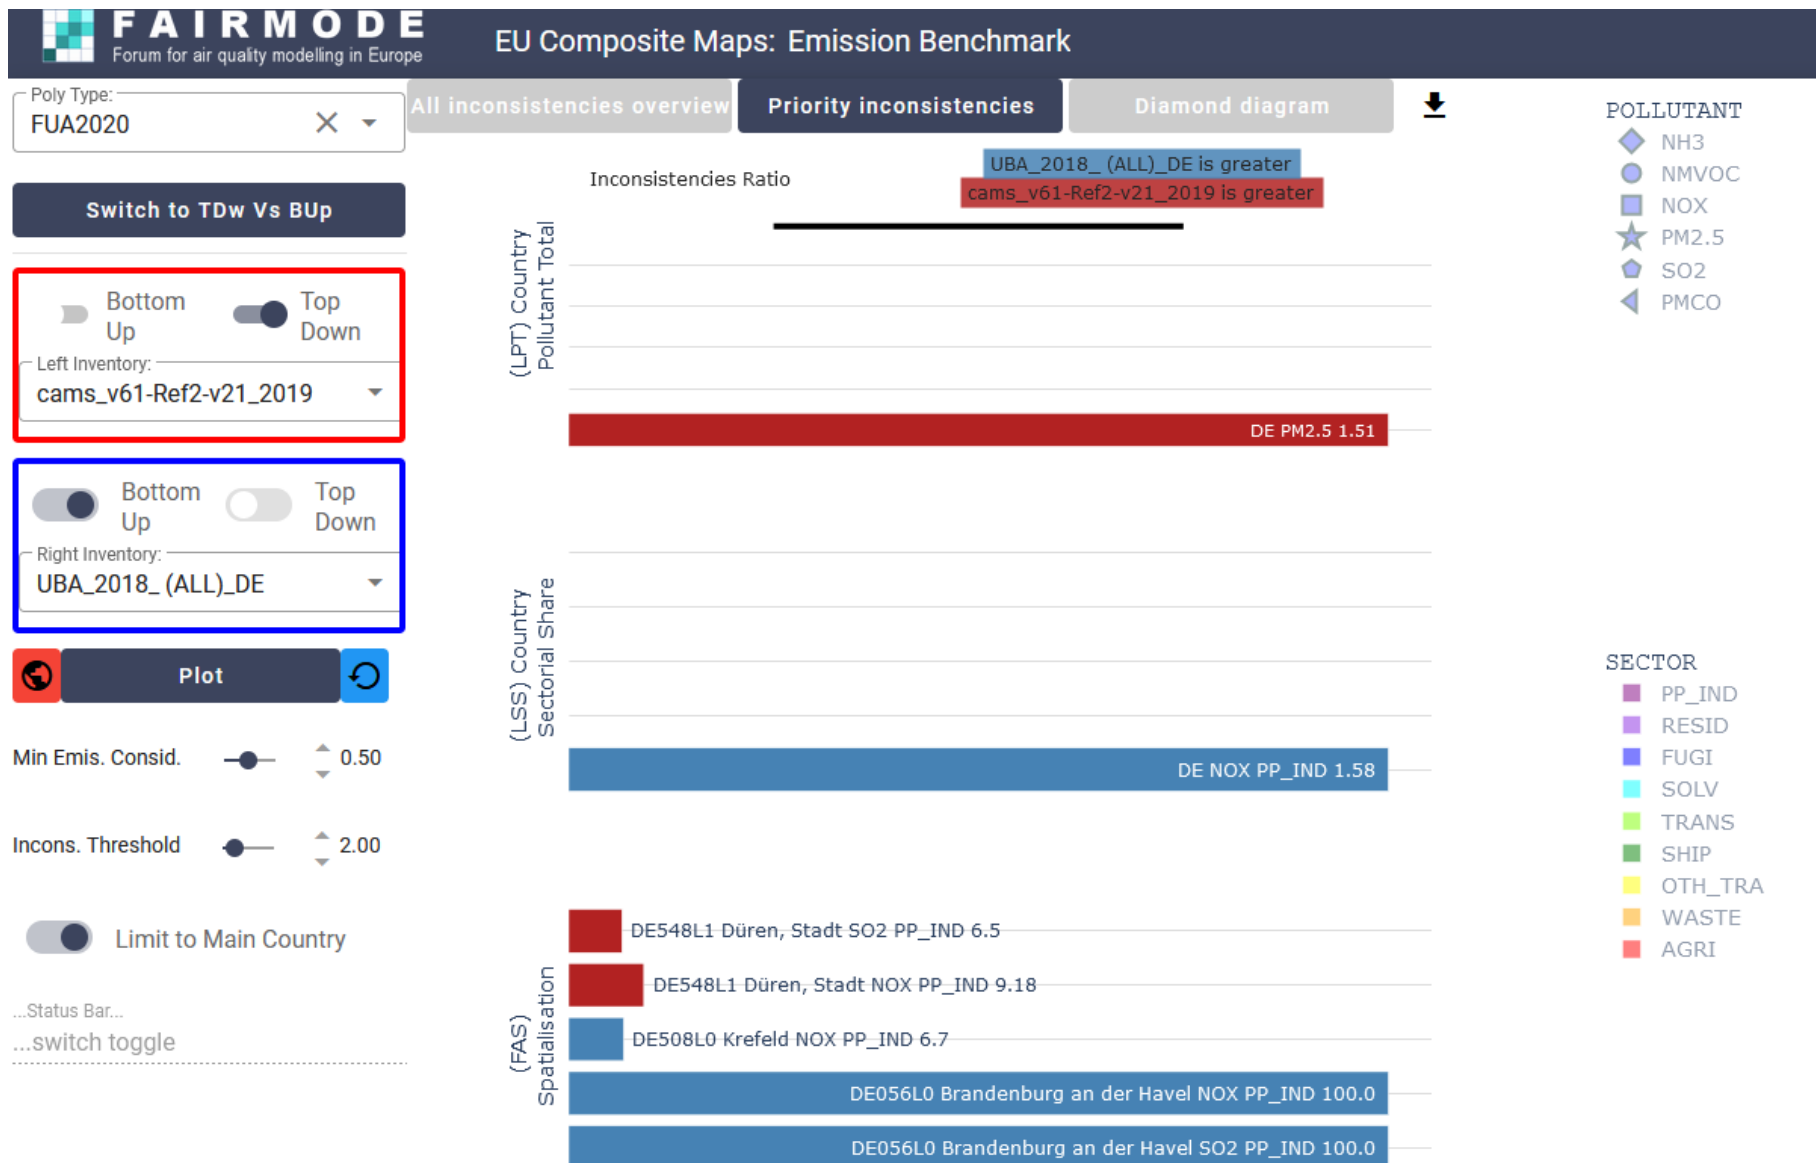 FAIRMODE
Forum for air quality modelling in Europe
EU Composite Maps: Emission Benchmark
Poly Type:
FUA2020
All inconsistencies overview
Priority inconsistencies
Diamond diagram
Switch to TDw Vs BUp
Bottom
Up
Top
Down
Left Inventory:
cams_v61-Ref2-v21_2019
Bottom
Up
Top
Down
Right Inventory:
UBA_2018_ (ALL)_DE
Plot
Min Emis. Consid.
0.50
Incons. Threshold
2.00
Limit to Main Country
...Status Bar...
...switch toggle
Inconsistencies Ratio
UBA_2018_ (ALL)_DE is greater
cams_v61-Ref2-v21_2019 is greater
(LPT) Country
Pollutant Total
DE PM2.5 1.51
(LSS) Country
Sectorial Share
DE NOX PP_IND 1.58
(FAS)
Spatialisation
DE548L1 Düren, Stadt SO2 PP_IND 6.5
DE548L1 Düren, Stadt NOX PP_IND 9.18
DE508L0 Krefeld NOX PP_IND 6.7
DE056L0 Brandenburg an der Havel NOX PP_IND 100.0
DE056L0 Brandenburg an der Havel SO2 PP_IND 100.0
POLLUTANT
NH3
NMVOC
NOX
PM2.5
SO2
PMCO
SECTOR
PP_IND
RESID
FUGI
SOLV
TRANS
SHIP
OTH_TRA
WASTE
AGRI